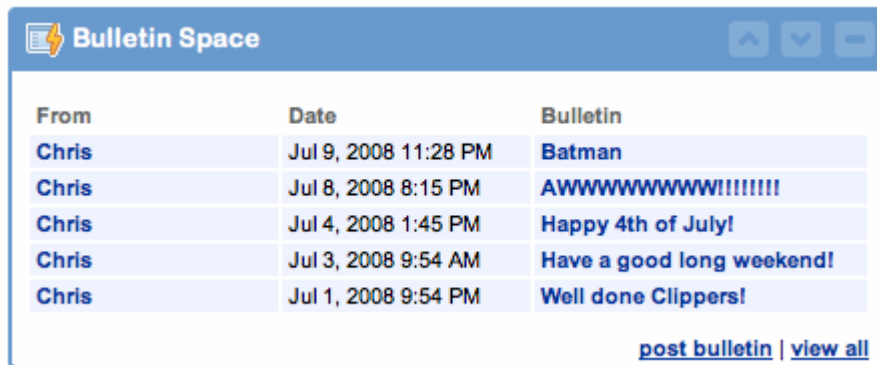 Bulletin Space
From Date Bulletin
Chris Jul 9, 2008 11:28 PM Batman
Chris Jul 8, 2008 8:15 PM AWWWWWWWW!!!!!!!!
Chris Jul 4, 2008 1:45 PM Happy 4th of July!
Chris Jul 3, 2008 9:54 AM Have a good long weekend!
Chris Jul 1, 2008 9:54 PM Well done Clippers!
post bulletin | view all